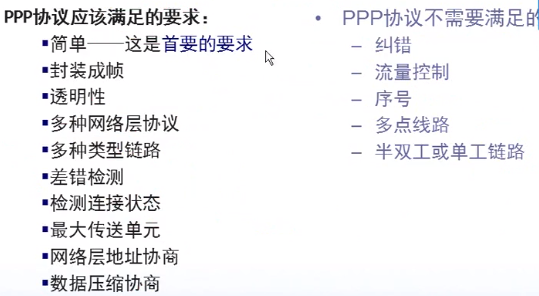 PPP协议应该满足的要求：
▪简单——这是首要的要求
▪封装成帧
▪透明性
▪多种网络层协议
▪多种类型链路
▪差错检测
▪检测连接状态
▪最大传送单元
▪网络层地址协商
▪数据压缩协商
• PPP协议不需要满足的
– 纠错
– 流量控制
– 序号
– 多点线路
– 半双工或单工链路